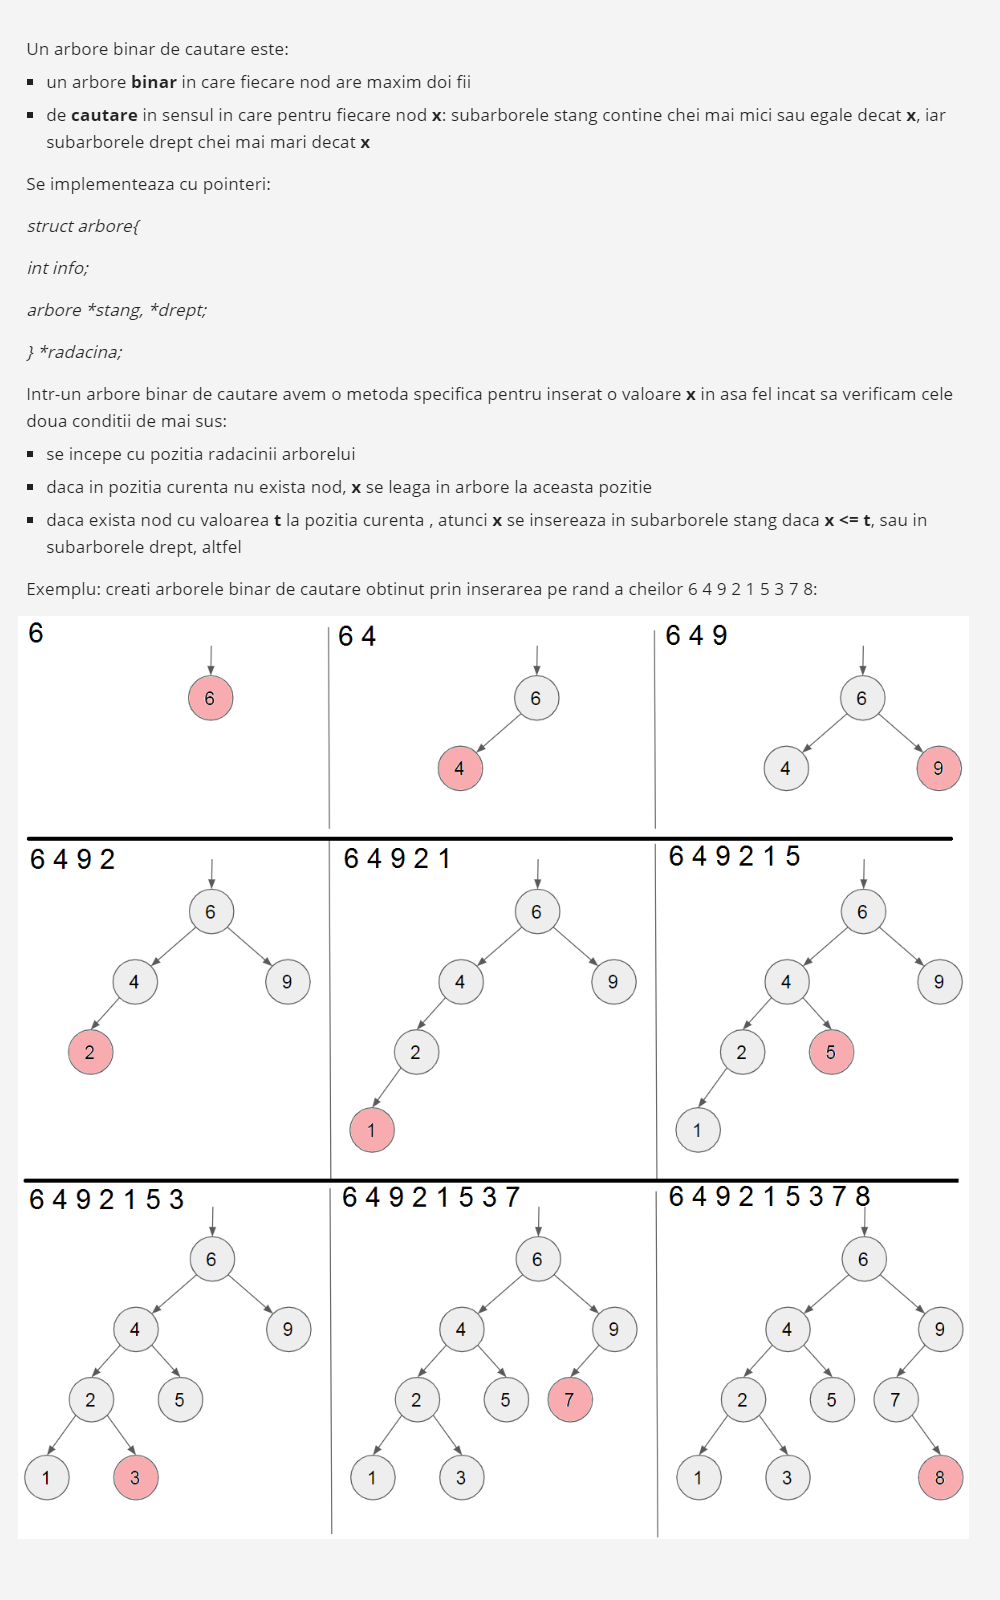 Un arbore binar de cautare este:
▪ un arbore binar in care fiecare nod are maxim doi fii
▪ de cautare in sensul in care pentru fiecare nod x: subarborele stang contine chei mai mici sau egale decat x, iar
subarborele drept chei mai mari decat x
Se implementeaza cu pointeri:
struct arbore{
int info;
arbore *stang, *drept;
} *radacina;
Intr-un arbore binar de cautare avem o metoda specifica pentru inserat o valoare x in asa fel incat sa verificam cele
doua conditii de mai sus:
▪ se incepe cu pozitia radacinii arborelui
▪ daca in pozitia curenta nu exista nod, x se leaga in arbore la aceasta pozitie
▪ daca exista nod cu valoarea t la pozitia curenta , atunci x se insereaza in subarborele stang daca x <= t, sau in
subarborele drept, altfel
Exemplu: creati arborele binar de cautare obtinut prin inserarea pe rand a cheilor 6 4 9 2 1 5 3 7 8:
6
6
6 4
6
4
6 4 9
6
4 9
6 4 9 2
6
4 9
2
6 4 9 2 1
6
4 9
2
1
6 4 9 2 1 5
6
4 9
2 5
1
6 4 9 2 1 5 3
6
4 9
2 5
1 3
6 4 9 2 1 5 3 7
6
4 9
2 5 7
1 3
6 4 9 2 1 5 3 7 8
6
4 9
2 5 7
1 3 8